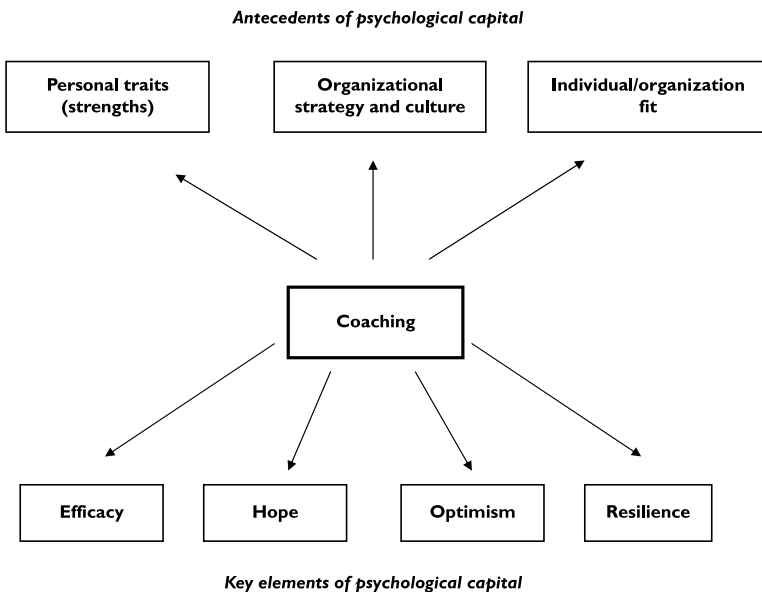 Antecedents of psychological capital
Personal traits
(strengths)
Organizational
strategy and culture
Individual/organization
fit
Coaching
Efficacy
Hope
Optimism
Resilience
Key elements of psychological capital